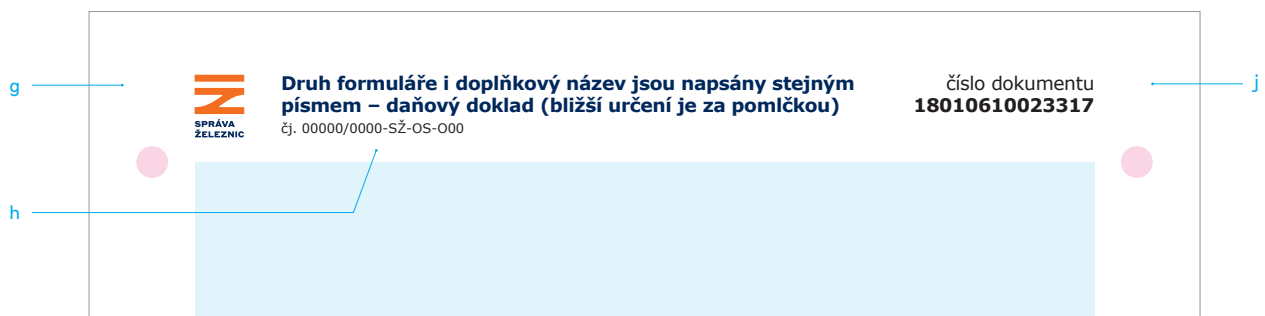 g
SPRÁVA
ŽELEZNIC
Druh formuláře i doplňkový název jsou napsány stejným
písmem – daňový doklad (bližší určení je za pomlčkou)
čj. 00000/0000-SŽ-OS-O00
číslo dokumentu
18010610023317
j
h